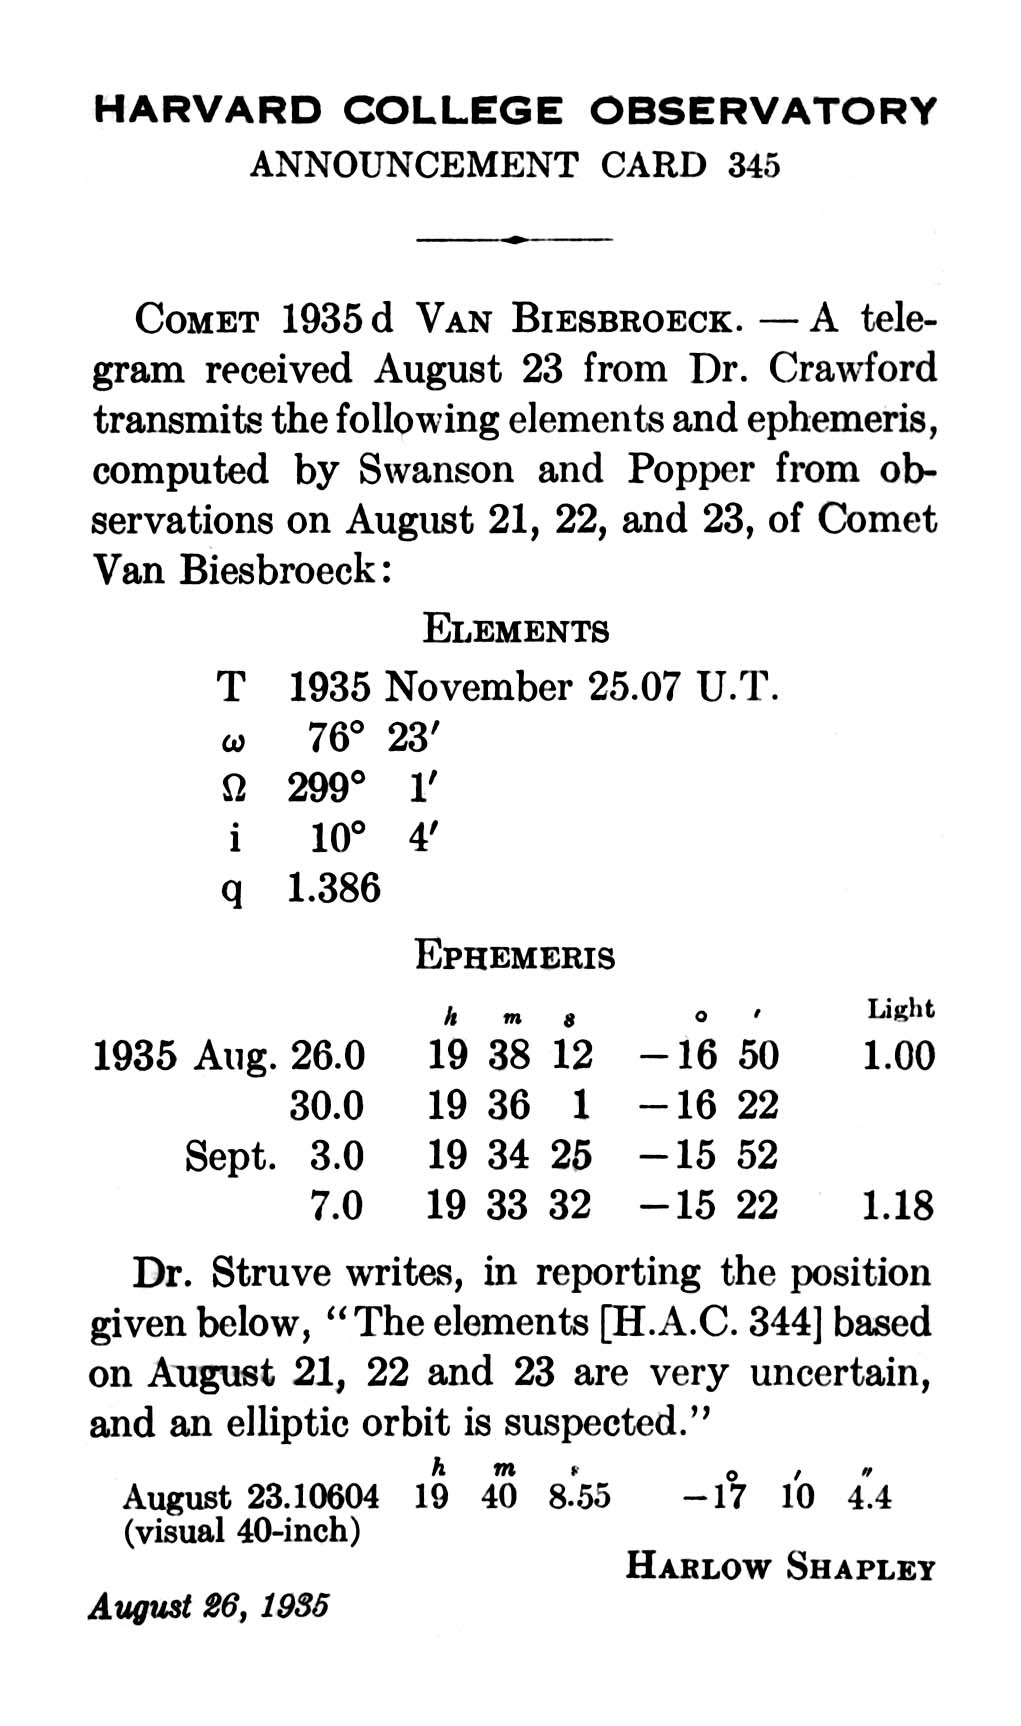 HARVARD COLLEGE OBSERVATORY
ANNOUNCEMENT CARD 345
COMET 1935 d VAN BIESBROECK. — A tele-
gram received August 23 from Dr. Crawford
transmits the following elements and ephemeris,
computed by Swanson and Popper from ob-
servations on August 21, 22, and 23, of Comet
Van Biesbroeck:
ELEMENTS
T 1935 November 25.07 U.T.
ω 76° 23′
Ω 299° 1′
i 10° 4′
q 1.386
EPHEMERIS
h m s ° ′ Light
1935 Aug. 26.0 19 38 12 −16 50 1.00
30.0 19 36 1 −16 22
Sept. 3.0 19 34 25 −15 52
7.0 19 33 32 −15 22 1.18
Dr. Struve writes, in reporting the position
given below, “The elements [H.A.C. 344] based
on August 21, 22 and 23 are very uncertain,
and an elliptic orbit is suspected.”
h m s ° ′ ″
August 23.10604 19 40 8.55 −17 10 4.4
(visual 40-inch)
HARLOW SHAPLEY
August 26, 1935